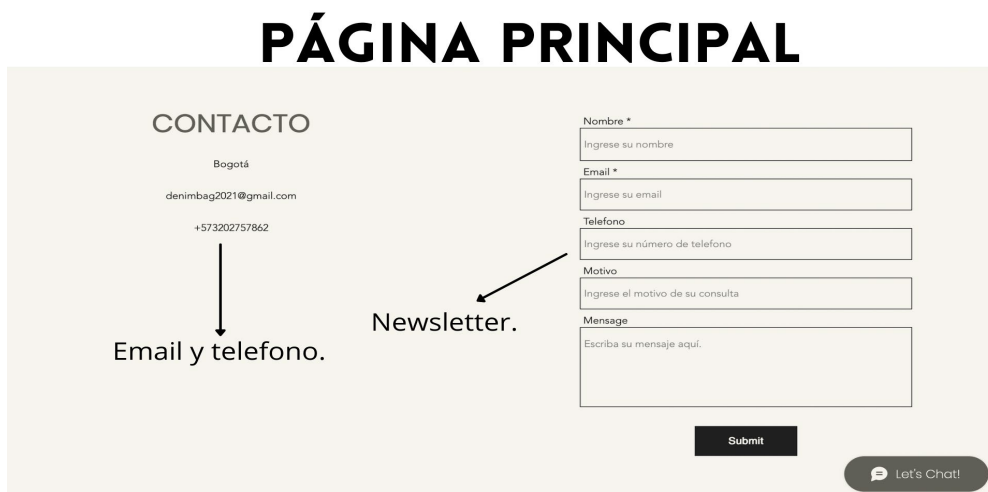 PÁGINA PRINCIPAL
CONTACTO
Bogotá
denimbag2021@gmail.com
+573202757862
Email y telefono.
Newsletter.
Nombre *
Ingrese su nombre
Email *
Ingrese su email
Telefono
Ingrese su número de telefono
Motivo
Ingrese el motivo de su consulta
Mensage
Escriba su mensaje aquí.
Submit
Let's Chat!